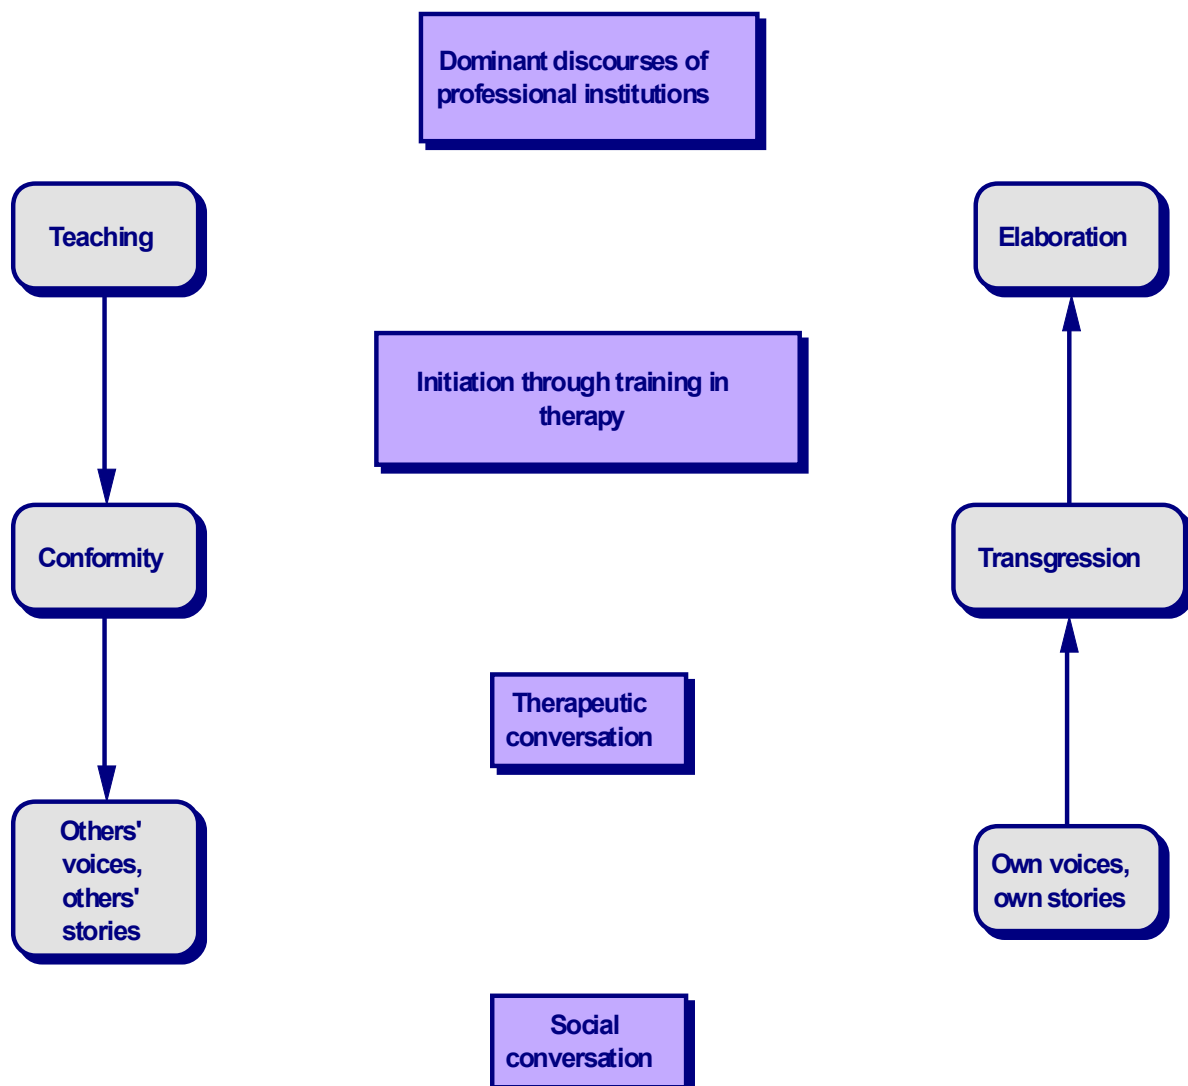 Dominant discourses of
professional institutions
Teaching
Elaboration
Initiation through training in
therapy
Conformity
Transgression
Therapeutic
conversation
Others'
voices,
others'
stories
Own voices,
own stories
Social
conversation